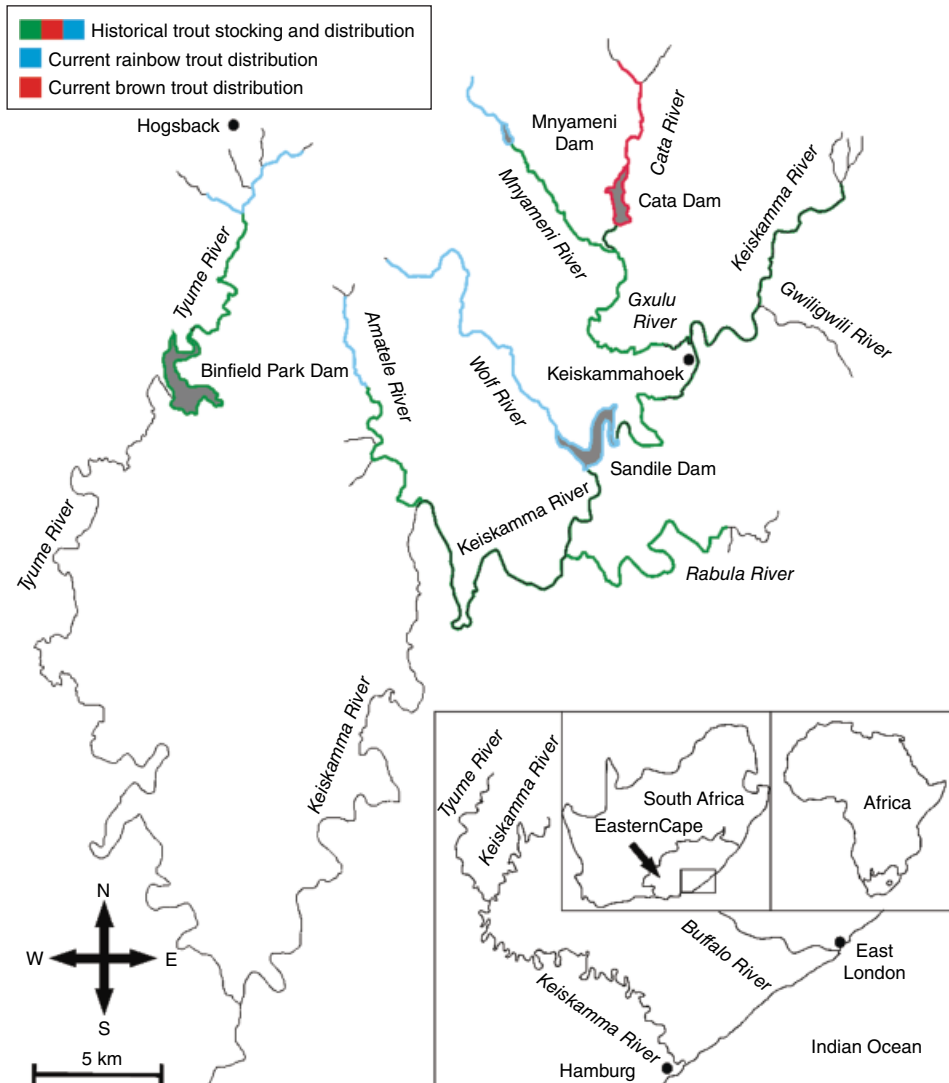 Historical trout stocking and distribution
Current rainbow trout distribution
Current brown trout distribution
Hogsback
Mnyameni
Dam
Cata River
Cata Dam
Mnyameni River
Keiskamma River
Tyume River
Gxulu
River
Gwiligwili River
Amatele River
Wolf River
Binfield Park Dam
Keiskammahoek
Sandile Dam
Keiskamma River
Rabula River
Tyume River
Keiskamma River
Tyume River
Keiskamma River
South Africa
EasternCape
Africa
Buffalo River
East
London
Keiskamma River
Indian Ocean
Hamburg
N
W
E
S
5 km